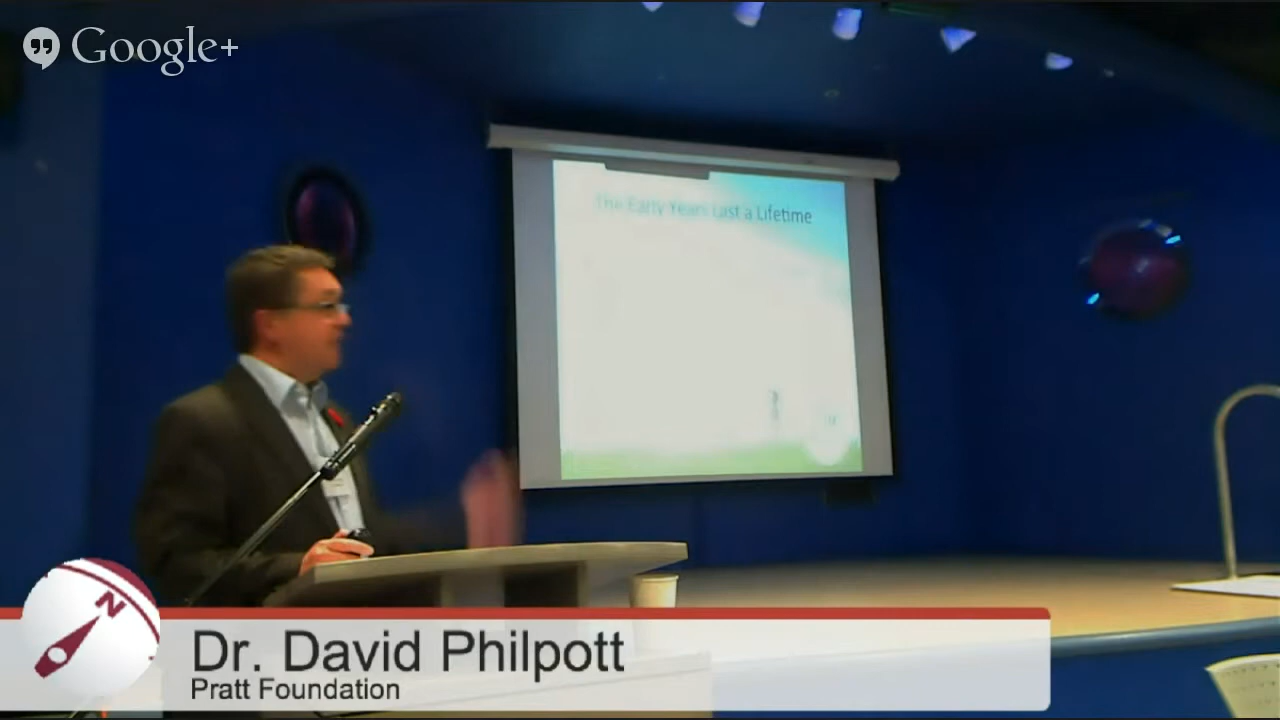 Google+
The Early Years Last a Lifetime
N
Dr. David Philpott
Pratt Foundation